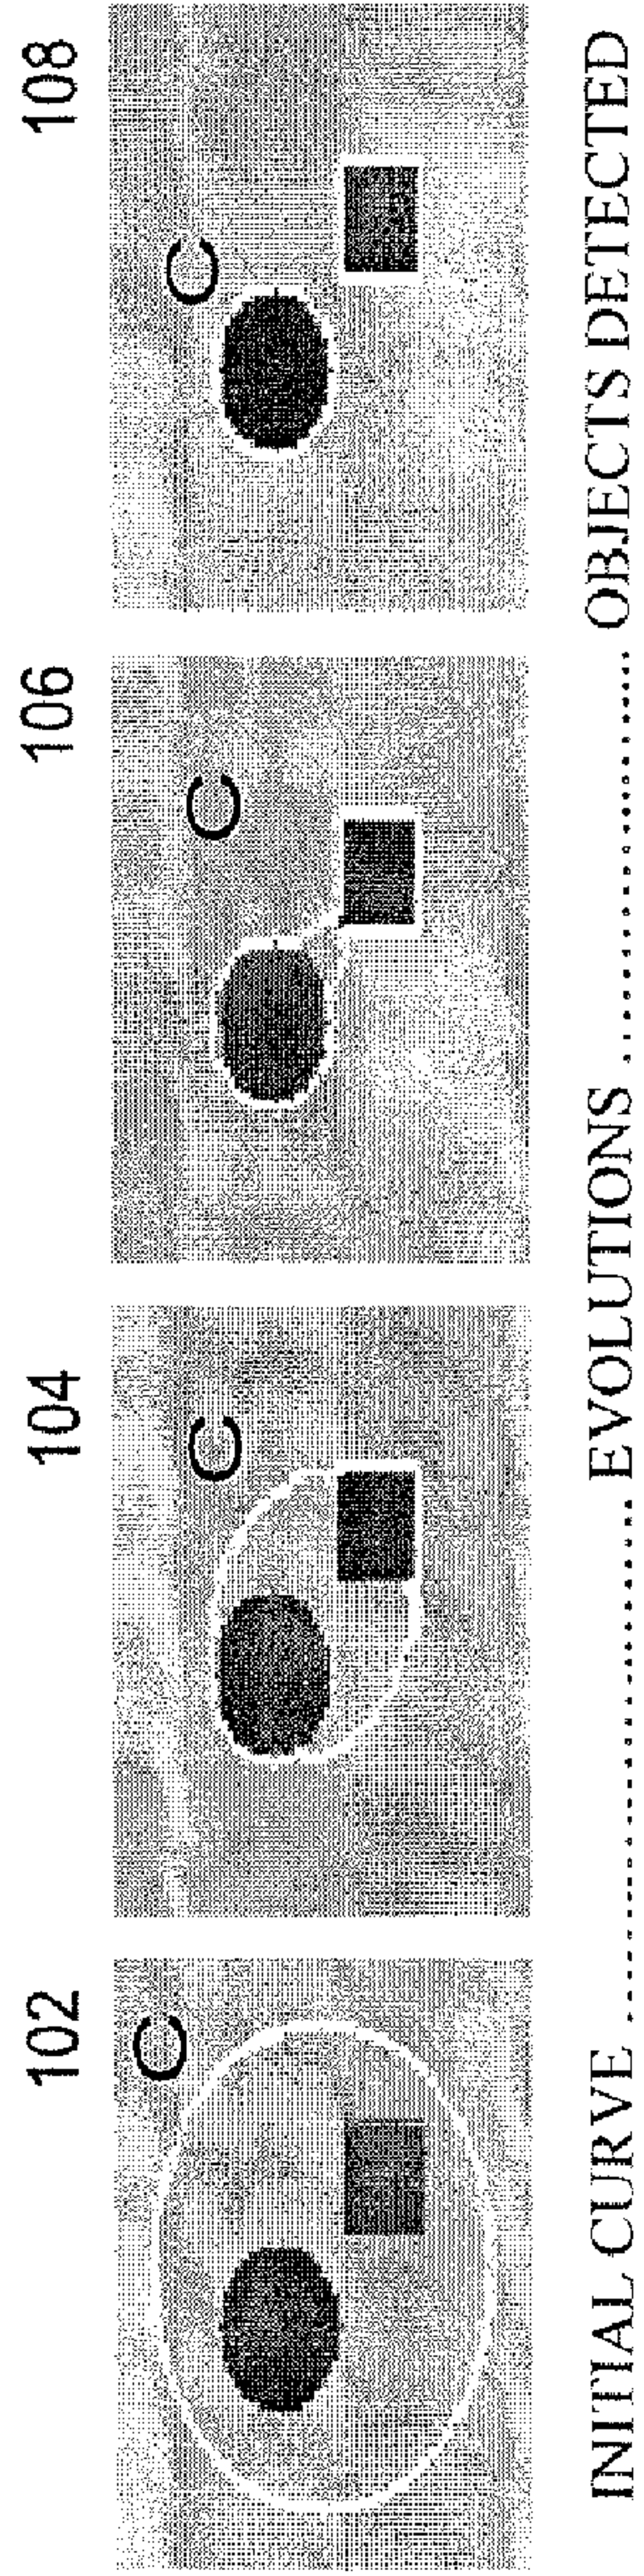 102 104 106 108
C C C C
INITIAL CURVE .......... EVOLUTIONS .......... OBJECTS DETECTED